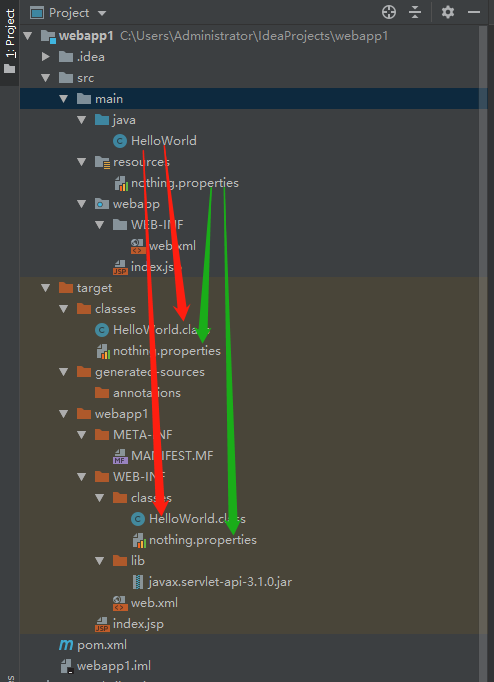 1: Project
Project
webapp1 C:\Users\Administrator\IdeaProjects\webapp1
.idea
src
main
java
HelloWorld
resources
nothing.properties
webapp
WEB-INF
web.xml
index.jsp
target
classes
HelloWorld.class
nothing.properties
generated-sources
annotations
webapp1
META-INF
MANIFEST.MF
WEB-INF
classes
HelloWorld.class
nothing.properties
lib
javax.servlet-api-3.1.0.jar
web.xml
index.jsp
pom.xml
webapp1.iml